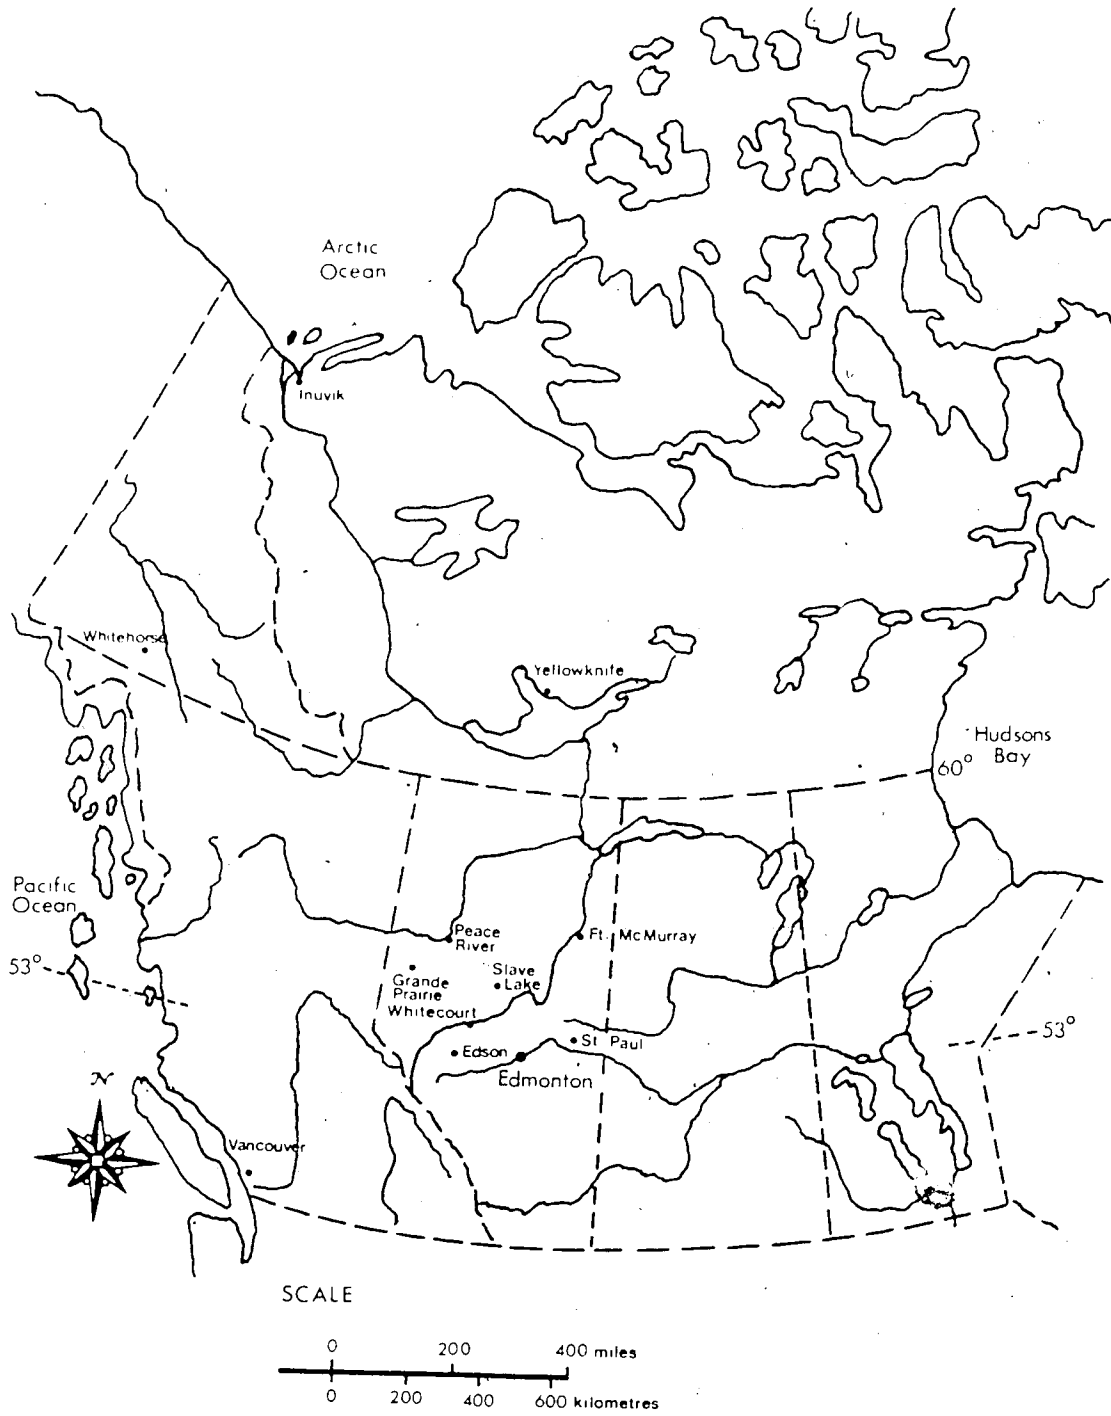 Arctic
Ocean
Inuvik
Whitehorse
Yellowknife
Hudsons
Bay
60°
Pacific
Ocean
Peace
River
Ft. McMurray
53°
Slave
Lake
Grande
Prairie
Whitecourt
53°
St Paul
Edson
Edmonton
N
Vancouver
SCALE
0 200 400 miles
0 200 400 600 kilometres